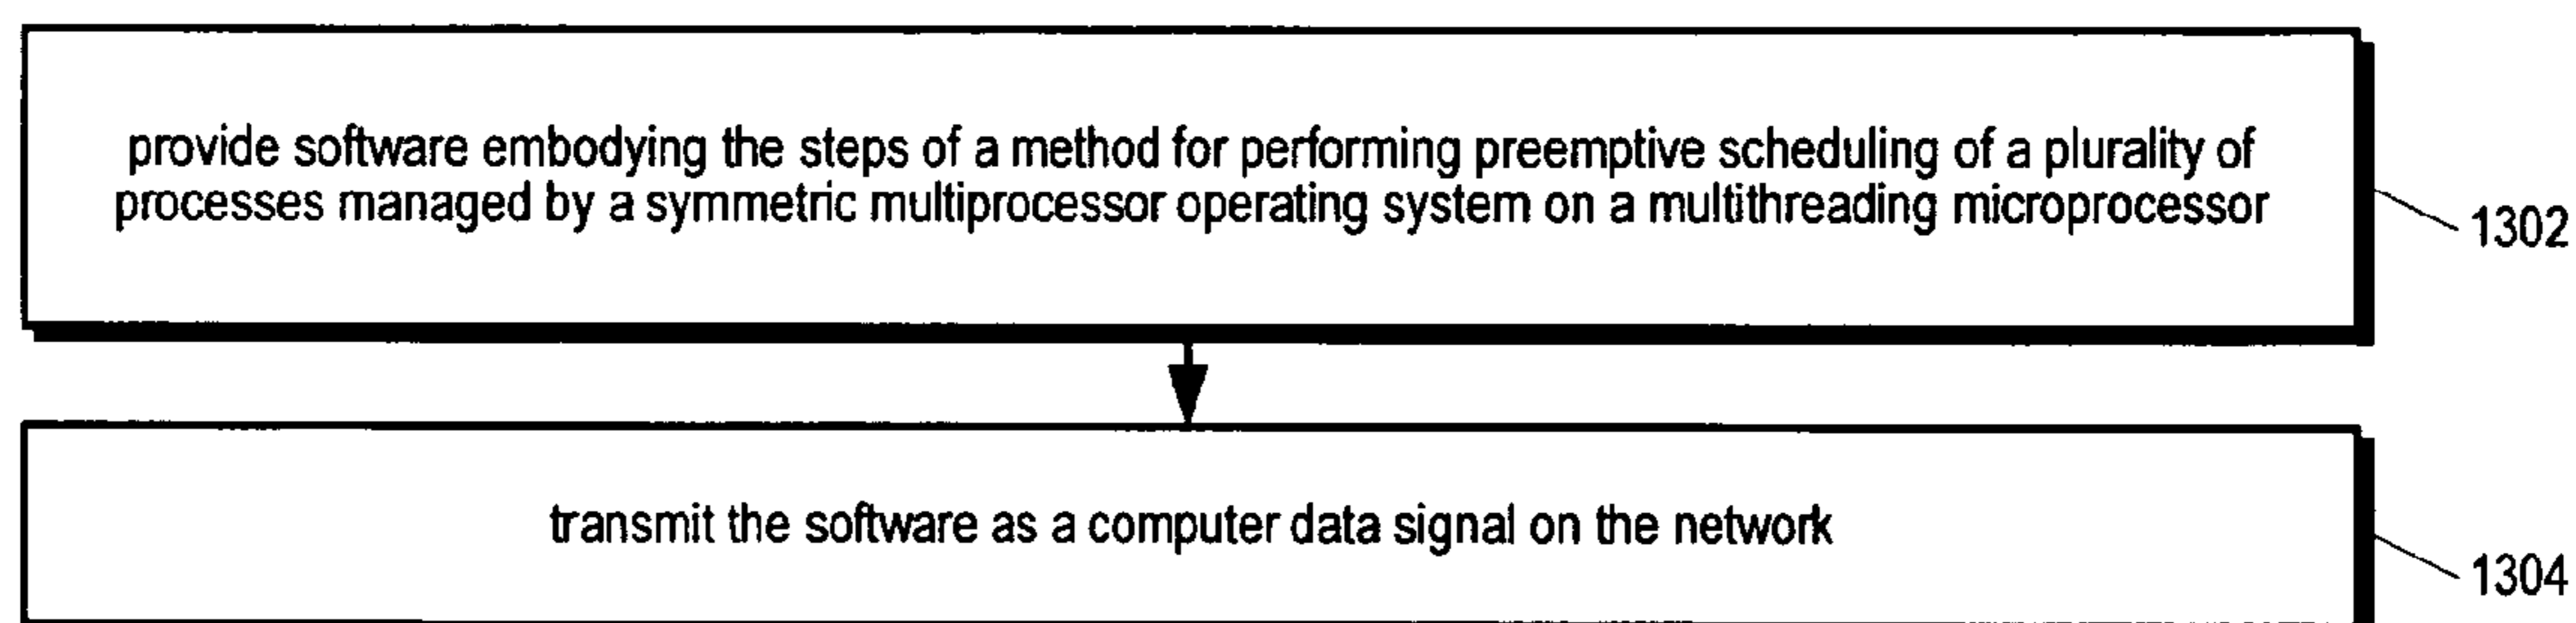 provide software embodying the steps of a method for performing preemptive scheduling of a plurality of
processes managed by a symmetric multiprocessor operating system on a multithreading microprocessor
1302
transmit the software as a computer data signal on the network
1304